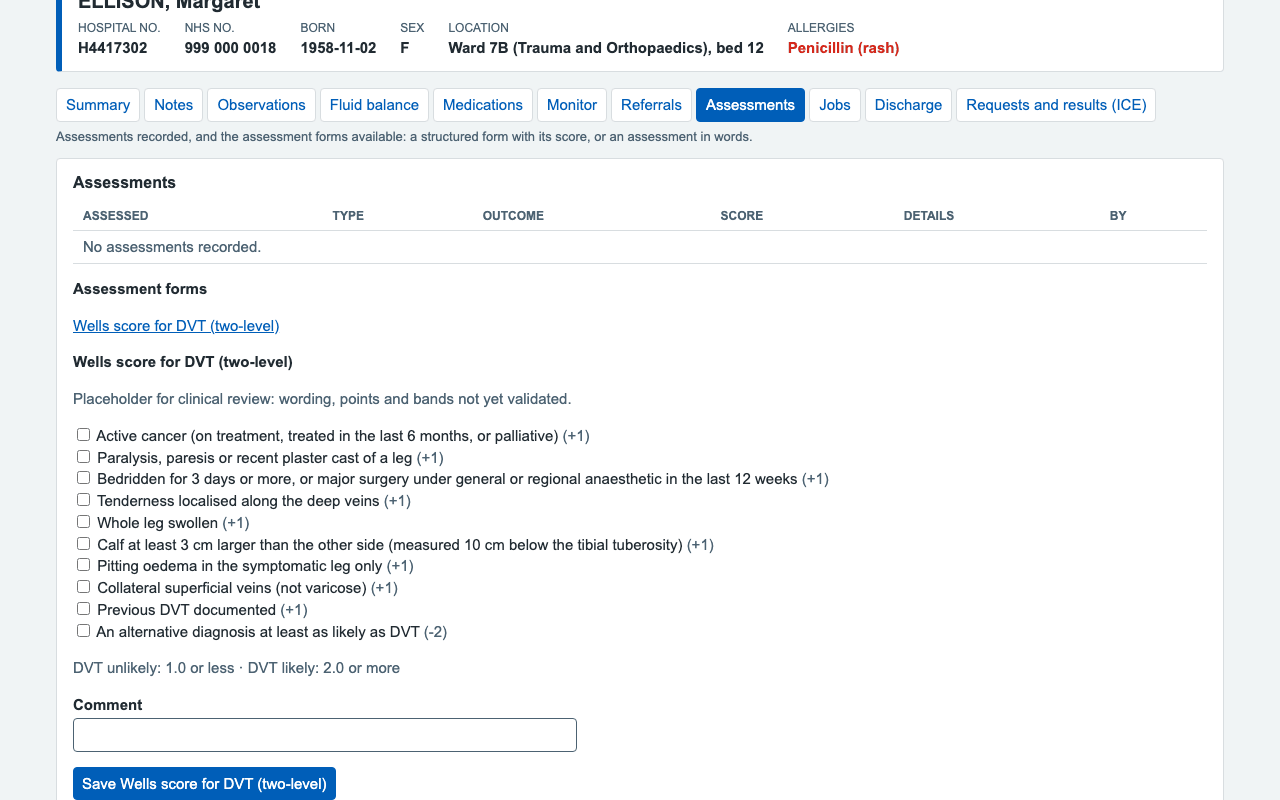 ELLISON, Margaret
HOSPITAL NO. NHS NO. BORN SEX LOCATION ALLERGIES
H4417302 999 000 0018 1958-11-02 F Ward 7B (Trauma and Orthopaedics), bed 12 Penicillin (rash)
Summary Notes Observations Fluid balance Medications Monitor Referrals Assessments Jobs Discharge Requests and results (ICE)
Assessments recorded, and the assessment forms available: a structured form with its score, or an assessment in words.
Assessments
ASSESSED TYPE OUTCOME SCORE DETAILS BY
No assessments recorded.
Assessment forms
Wells score for DVT (two-level)
Wells score for DVT (two-level)
Placeholder for clinical review: wording, points and bands not yet validated.
Active cancer (on treatment, treated in the last 6 months, or palliative) (+1)
Paralysis, paresis or recent plaster cast of a leg (+1)
Bedridden for 3 days or more, or major surgery under general or regional anaesthetic in the last 12 weeks (+1)
Tenderness localised along the deep veins (+1)
Whole leg swollen (+1)
Calf at least 3 cm larger than the other side (measured 10 cm below the tibial tuberosity) (+1)
Pitting oedema in the symptomatic leg only (+1)
Collateral superficial veins (not varicose) (+1)
Previous DVT documented (+1)
An alternative diagnosis at least as likely as DVT (-2)
DVT unlikely: 1.0 or less · DVT likely: 2.0 or more
Comment
Save Wells score for DVT (two-level)